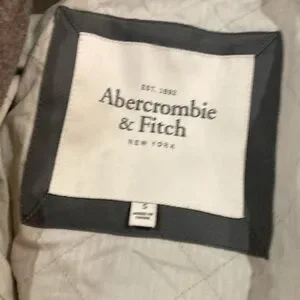 EST. 1892
Abercrombie
& Fitch
NEW YORK
S